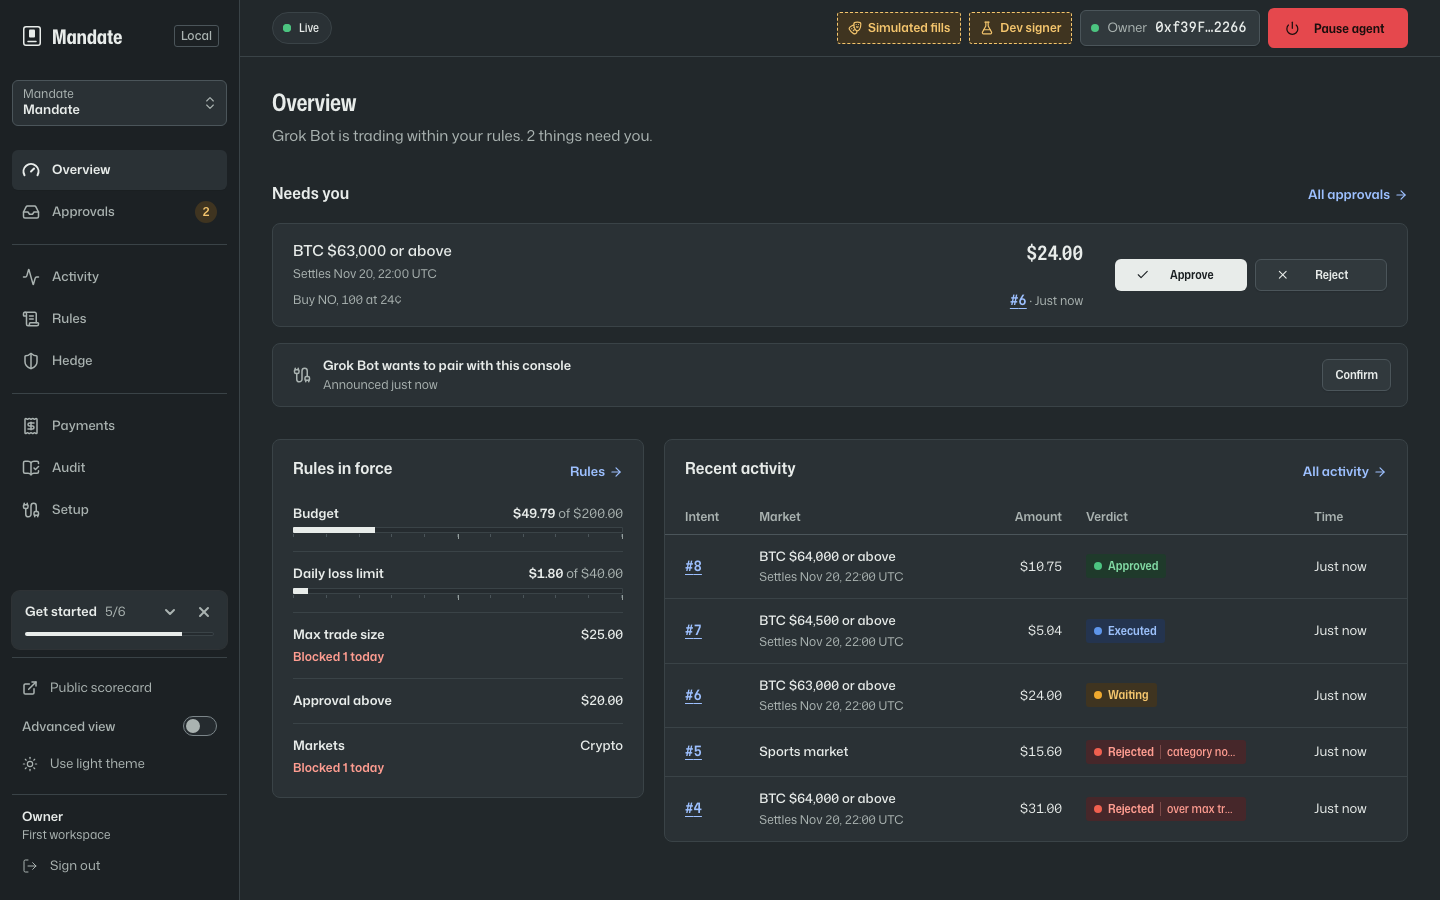 Mandate
Local
Mandate
Mandate
Overview
Approvals
2
Activity
Rules
Hedge
Payments
Audit
Setup
Get started 5/6
Public scorecard
Advanced view
Use light theme
Owner
First workspace
Sign out
Live
Simulated fills
Dev signer
Owner 0xf39F…2266
Pause agent
Overview
Grok Bot is trading within your rules. 2 things need you.
Needs you
All approvals →
BTC $63,000 or above
Settles Nov 20, 22:00 UTC
Buy NO, 100 at 24¢
$24.00
#6 · Just now
Approve
Reject
Grok Bot wants to pair with this console
Announced just now
Confirm
Rules in force
Rules →
Budget
$49.79 of $200.00
Daily loss limit
$1.80 of $40.00
Max trade size
$25.00
Blocked 1 today
Approval above
$20.00
Markets
Crypto
Blocked 1 today
Recent activity
All activity →
Intent Market Amount Verdict Time
#8 BTC $64,000 or above $10.75 Approved Just now
Settles Nov 20, 22:00 UTC
#7 BTC $64,500 or above $5.04 Executed Just now
Settles Nov 20, 22:00 UTC
#6 BTC $63,000 or above $24.00 Waiting Just now
Settles Nov 20, 22:00 UTC
#5 Sports market $15.60 Rejected category no… Just now
#4 BTC $64,000 or above $31.00 Rejected over max tr… Just now
Settles Nov 20, 22:00 UTC